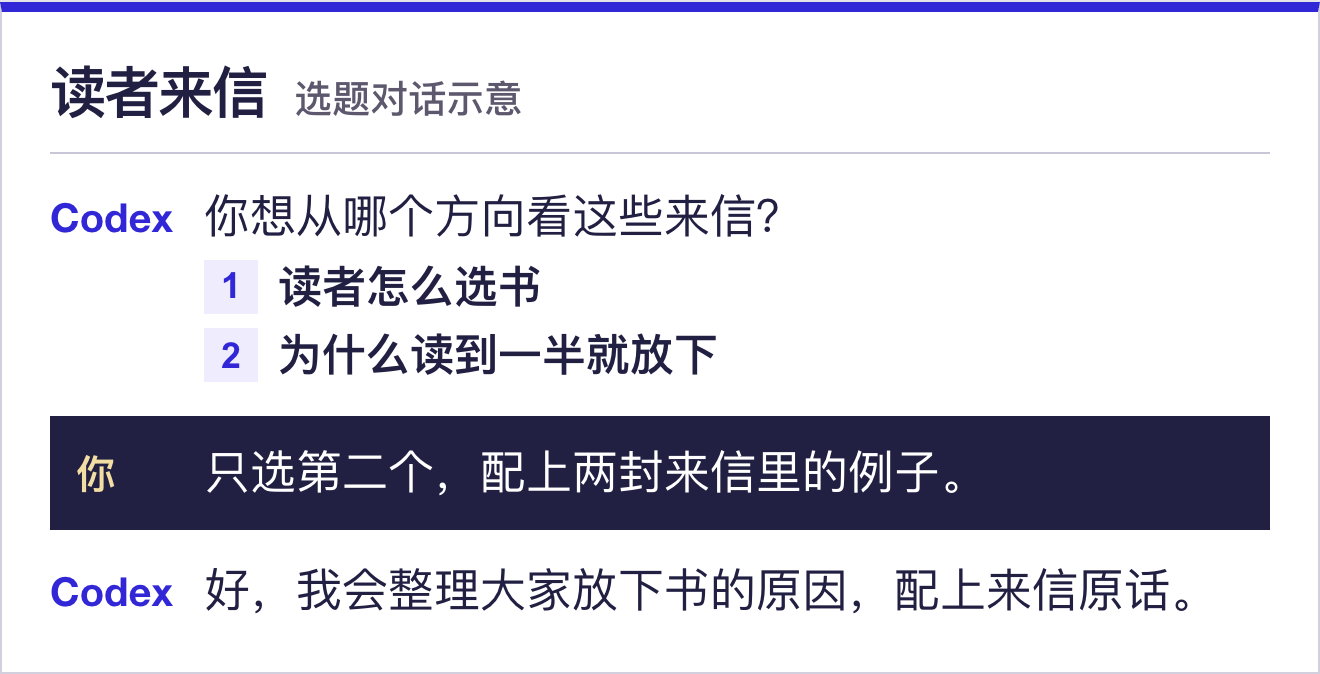 读者来信 选题对话示意
Codex 你想从哪个方向看这些来信？
1 读者怎么选书
2 为什么读到一半就放下
你 只选第二个，配上两封来信里的例子。
Codex 好，我会整理大家放下书的原因，配上来信原话。